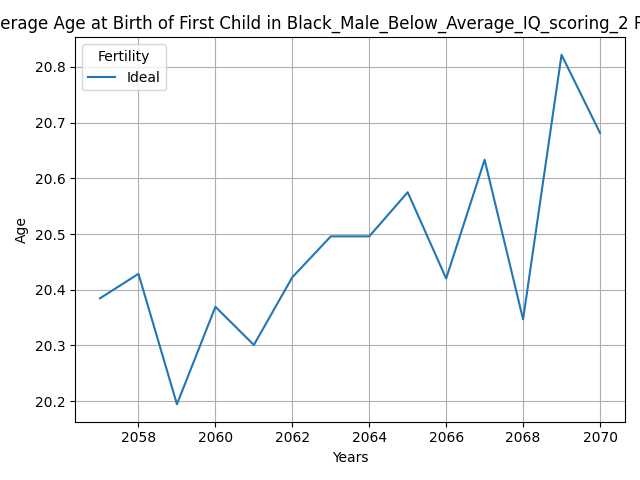 erage Age at Birth of First Child in Black_Male_Below_Average_IQ_scoring_2
Fertility
Ideal
20.8
20.7
20.6
20.5
20.4
20.3
20.2
Age
2058 2060 2062 2064 2066 2068 2070
Years